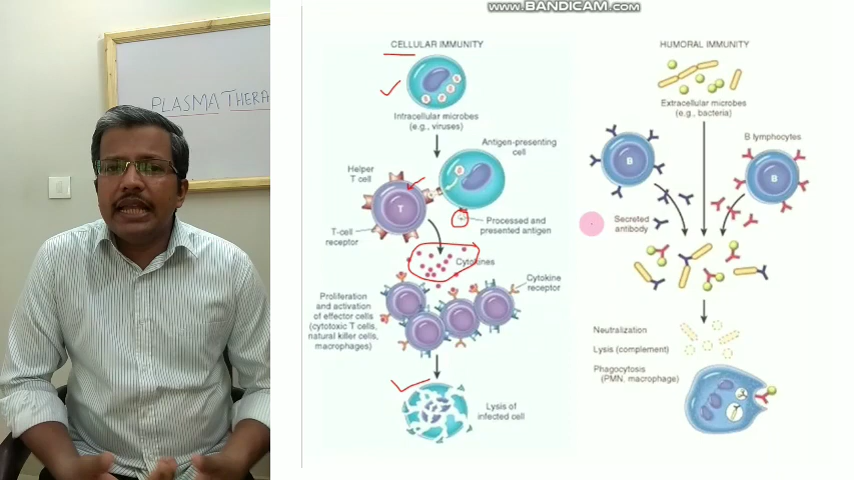 www.BANDICAM.com
PLASMA THERA
CELLULAR IMMUNITY
Intracellular microbes
(e.g., viruses)
Antigen-presenting
cell
Helper
T cell
T
T-cell
receptor
Processed and
presented antigen
Cytokines
Cytokine
receptor
Proliferation
and activation
of effector cells
(cytotoxic T cells,
natural killer cells,
macrophages)
Lysis of
infected cell
HUMORAL IMMUNITY
Extracellular microbes
(e.g., bacteria)
B lymphocytes
B
B
Secreted
antibody
Neutralization
Lysis (complement)
Phagocytosis
(PMN, macrophage)